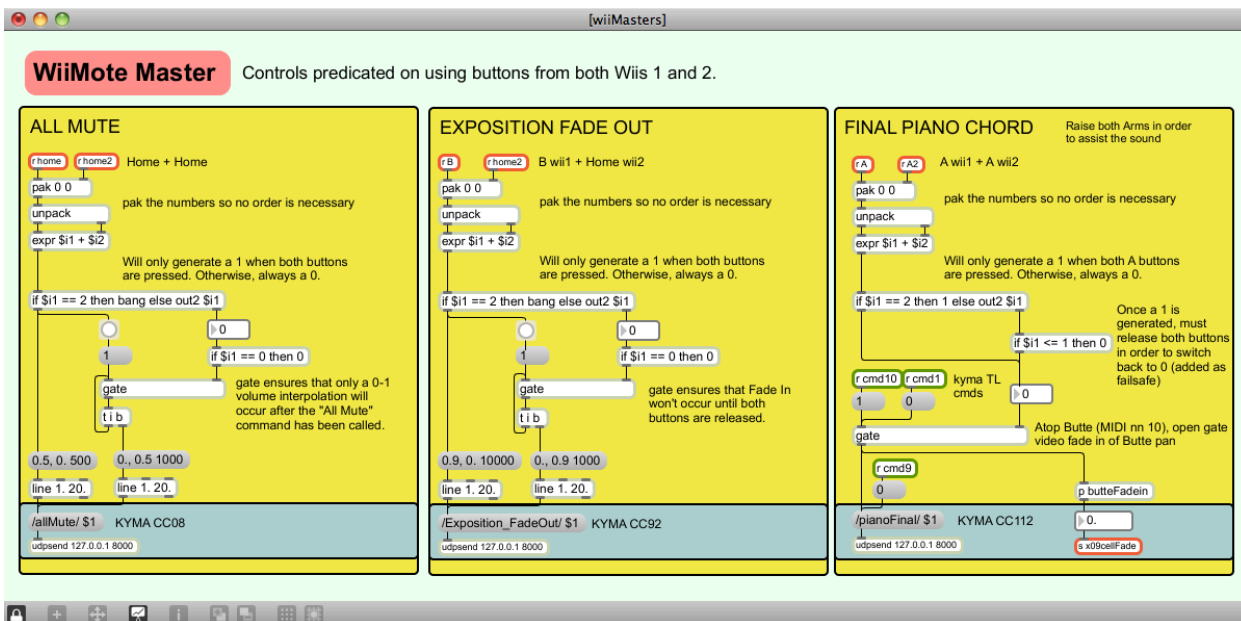 [wiiMasters]
WiiMote Master
Controls predicated on using buttons from both Wiis 1 and 2.
ALL MUTE
r home
r home2
Home + Home
pak 0 0
pak the numbers so no order is necessary
unpack
expr $i1 + $i2
Will only generate a 1 when both buttons
are pressed. Otherwise, always a 0.
if $i1 == 2 then bang else out2 $i1
0
1
if $i1 == 0 then 0
gate
gate ensures that only a 0-1
volume interpolation will
occur after the "All Mute"
command has been called.
t i b
0.5, 0. 500
0., 0.5 1000
line 1. 20.
line 1. 20.
/allMute/ $1
KYMA CC08
udpsend 127.0.0.1 8000
EXPOSITION FADE OUT
r B
r home2
B wii1 + Home wii2
pak 0 0
pak the numbers so no order is necessary
unpack
expr $i1 + $i2
Will only generate a 1 when both buttons
are pressed. Otherwise, always a 0.
if $i1 == 2 then bang else out2 $i1
0
1
if $i1 == 0 then 0
gate
gate ensures that Fade In
won't occur until both
buttons are released.
t i b
0.9, 0. 10000
0., 0.9 1000
line 1. 20.
line 1. 20.
/Exposition_FadeOut/ $1
KYMA CC92
udpsend 127.0.0.1 8000
FINAL PIANO CHORD
Raise both Arms in order
to assist the sound
r A
r A2
A wii1 + A wii2
pak 0 0
pak the numbers so no order is necessary
unpack
expr $i1 + $i2
Will only generate a 1 when both A buttons
are pressed. Otherwise, always a 0.
if $i1 == 2 then 1 else out2 $i1
Once a 1 is
generated, must
release both buttons
in order to switch
back to 0 (added as
failsafe)
if $i1 <= 1 then 0
r cmd10
r cmd1
kyma TL
cmds
1
0
0
gate
Atop Butte (MIDI nn 10), open gate
video fade in of Butte pan
r cmd9
0
p butteFadein
/pianoFinal/ $1
KYMA CC112
0.
udpsend 127.0.0.1 8000
s x09cellFade